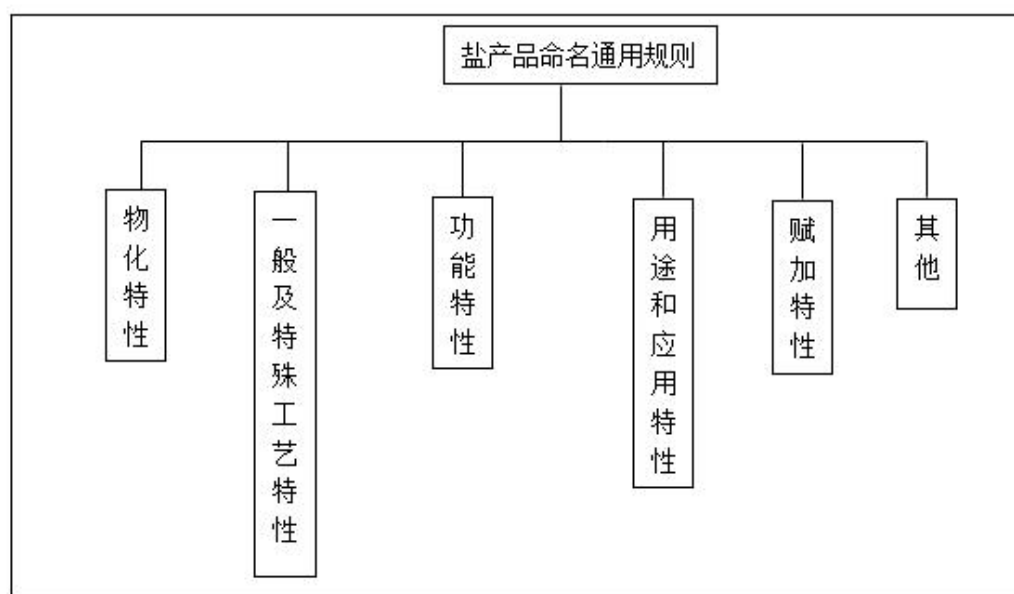 盐产品命名通用规则
物化特性
一般及特殊工艺特性
功能特性
用途和应用特性
赋加特性
其他